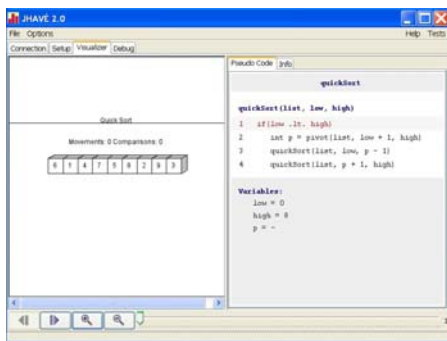 JHAVÉ 2.0
File Options Help Tests
Connection Setup Visualizer Debug
Quick Sort
Movements: 0 Comparisons: 0
6 1 4 7 5 8 2 9 3
Pseudo Code Info
quickSort
quickSort(list, low, high)
1 if(low .lt. high)
2 int p = pivot(list, low + 1, high)
3 quickSort(list, low, p - 1)
4 quickSort(list, p + 1, high)
Variables:
low = 0
high = 8
p = -